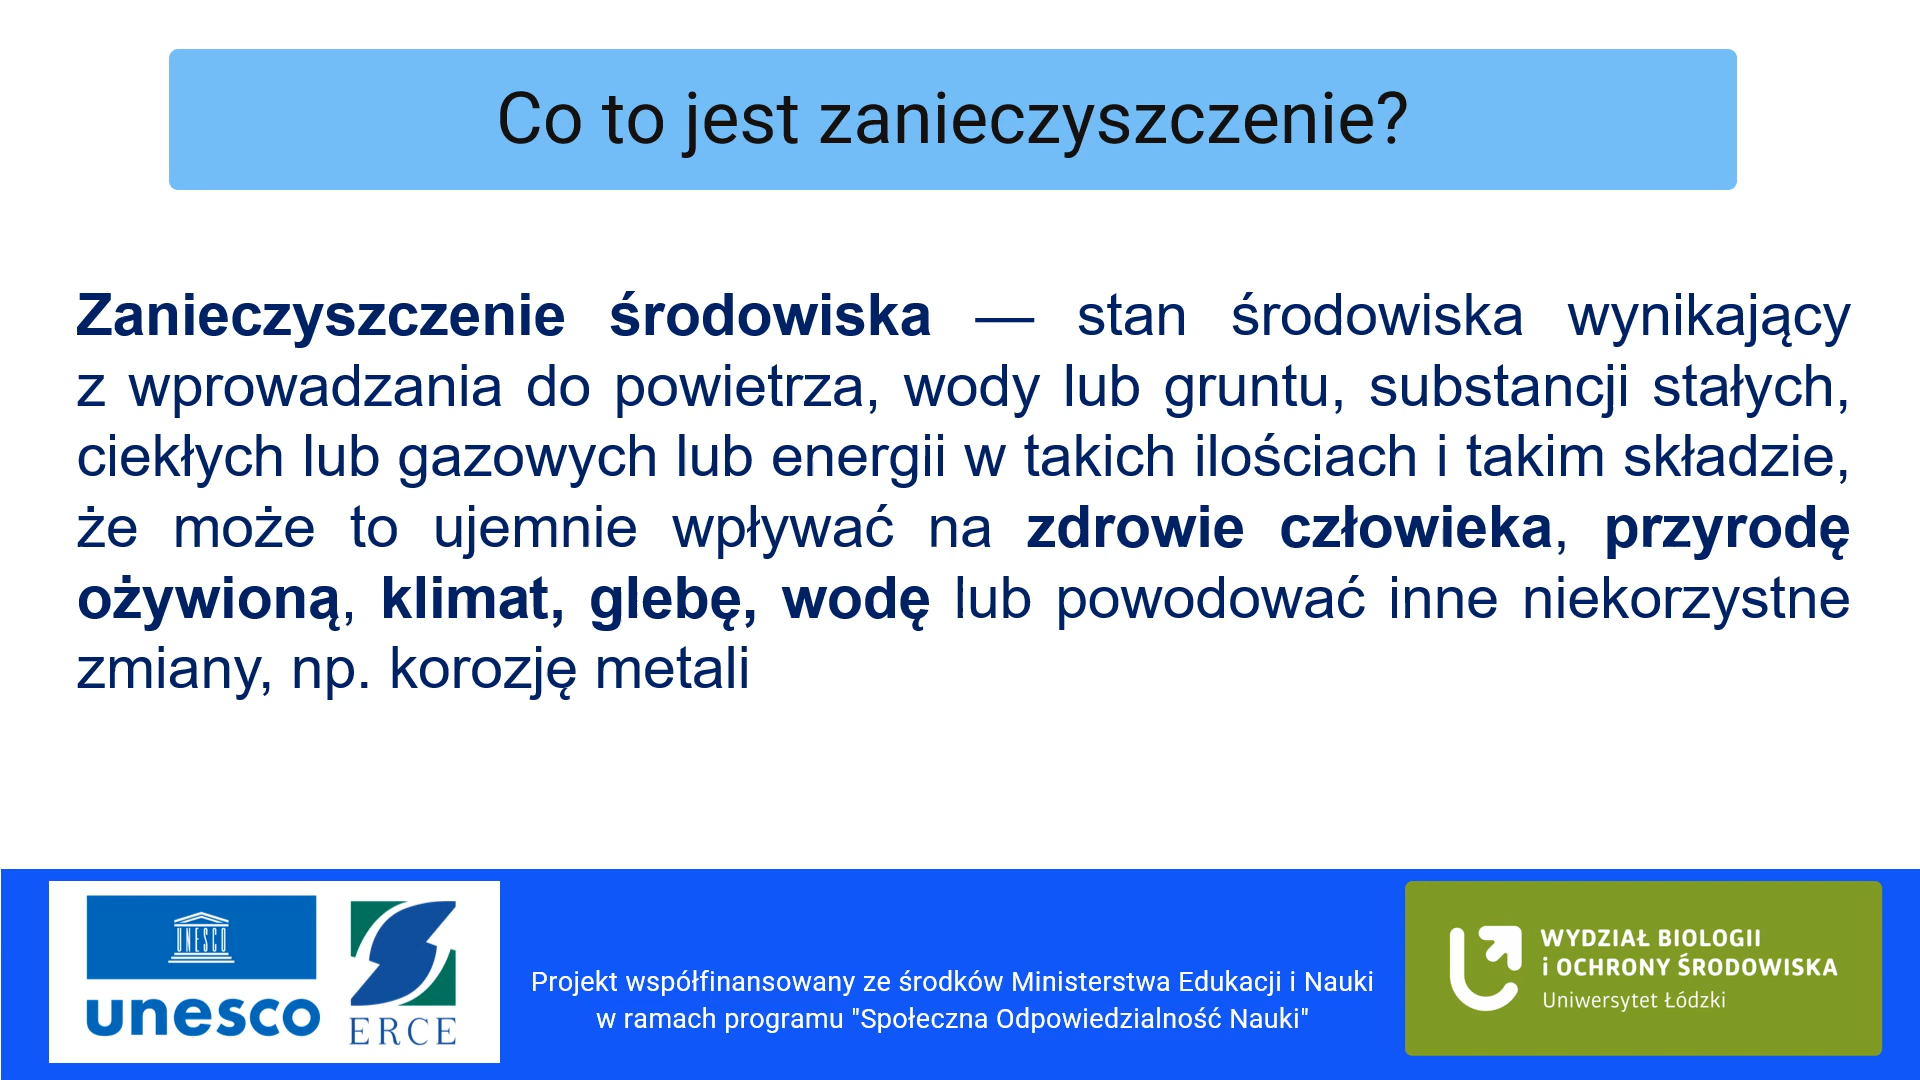 Co to jest zanieczyszczenie?
Zanieczyszczenie środowiska — stan środowiska wynikający
z wprowadzania do powietrza, wody lub gruntu, substancji stałych,
ciekłych lub gazowych lub energii w takich ilościach i takim składzie,
że może to ujemnie wpływać na zdrowie człowieka, przyrodę
ożywioną, klimat, glebę, wodę lub powodować inne niekorzystne
zmiany, np. korozję metali
UNESCO
unesco
ERCE
Projekt współfinansowany ze środków Ministerstwa Edukacji i Nauki
w ramach programu "Społeczna Odpowiedzialność Nauki"
WYDZIAŁ BIOLOGII
i OCHRONY ŚRODOWISKA
Uniwersytet Łódzki